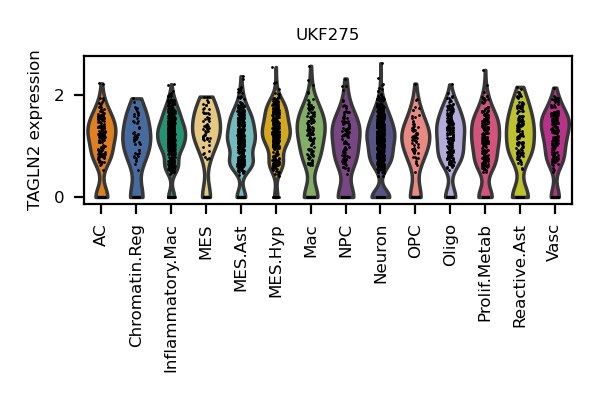 UKF275
TAGLN2 expression
2
0
AC
Chromatin.Reg
Inflammatory.Mac
MES
MES.Ast
MES.Hyp
Mac
NPC
Neuron
OPC
Oligo
Prolif.Metab
Reactive.Ast
Vasc